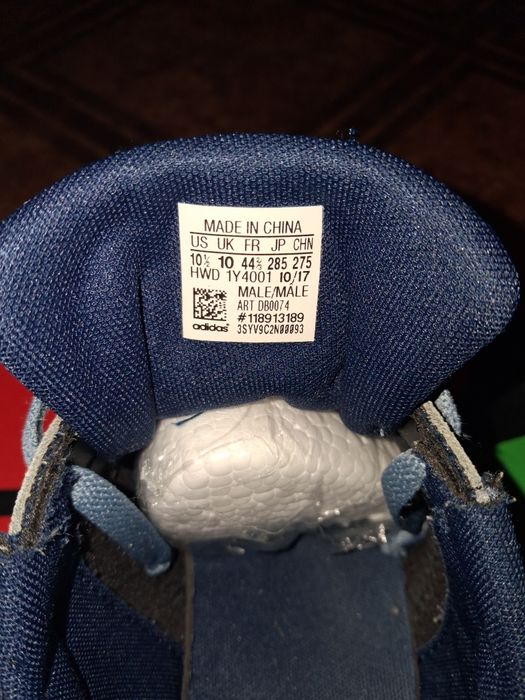 MADE IN CHINA
US UK FR JP CHN
10½ 10 44⅔ 285 275
HWD 1Y4001 10/17
MALE/MÂLE
ART DB0074
#118913189
adidas 3SYV9C2N00093